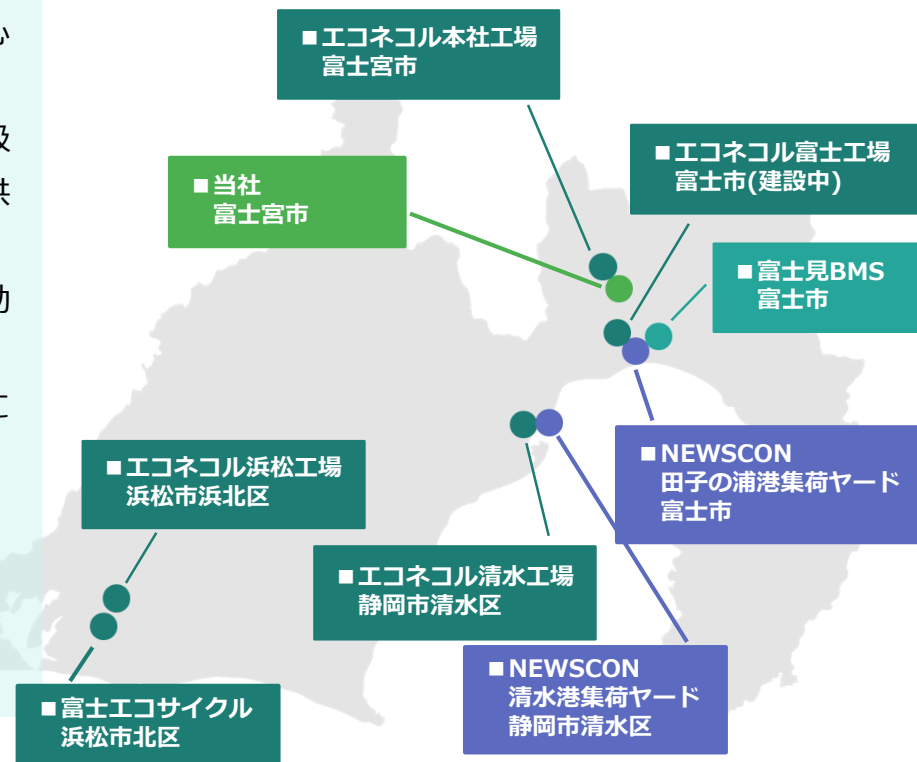 心
及
供
動
■エコネコル本社工場
富士宮市
■エコネコル富士工場
富士市(建設中)
■当社
富士宮市
■富士見BMS
富士市
■NEWSCON
田子の浦港集荷ヤード
富士市
■エコネコル浜松工場
浜松市浜北区
■エコネコル清水工場
静岡市清水区
■NEWSCON
清水港集荷ヤード
静岡市清水区
■富士エコサイクル
浜松市北区